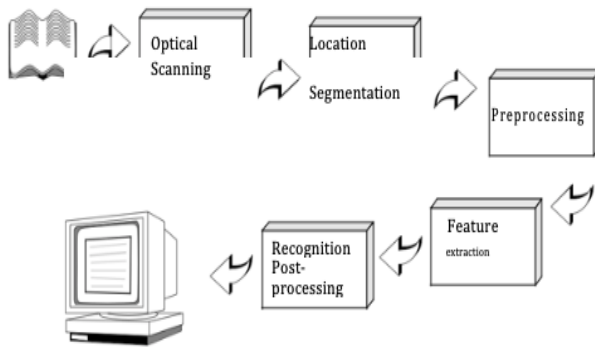 Optical
Scanning
Location
Segmentation
Preprocessing
Feature
extraction
Recognition
Post-
processing